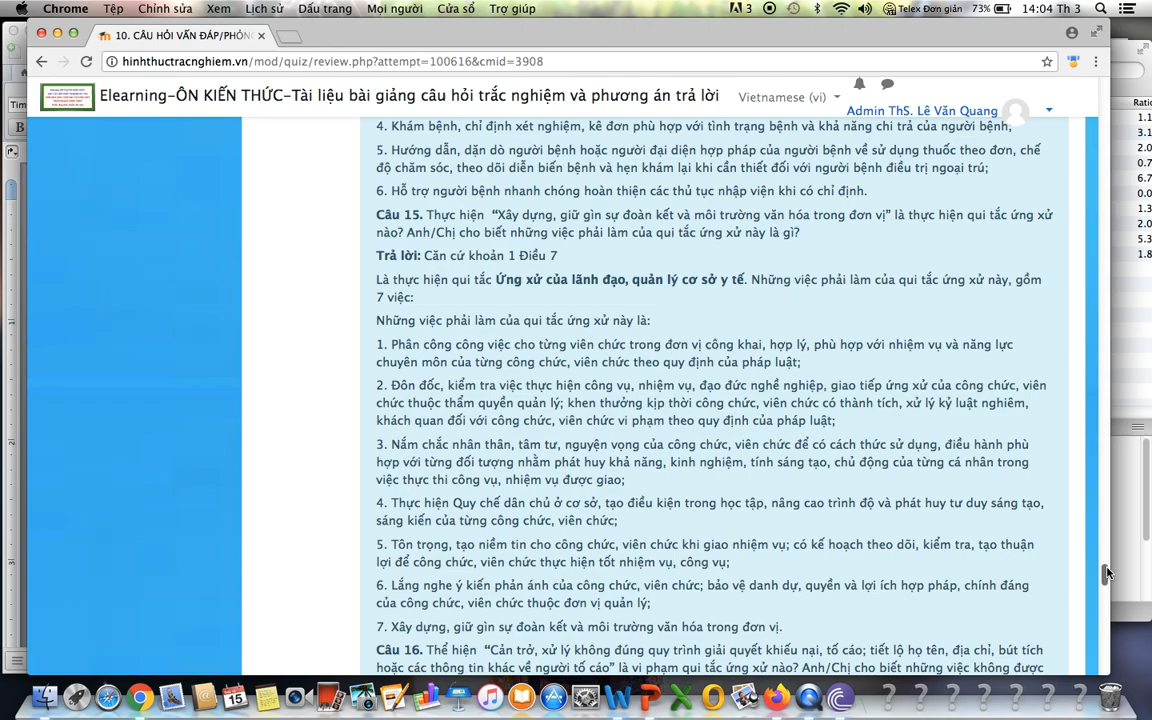 Chrome Tệp Chỉnh sửa Xem Lịch sử Dấu trang Mọi người Cửa sổ Trợ giúp 3 Telex Đơn giản 73% 14:04 Th 3
10. CÂU HỎI VẤN ĐÁP/PHỎNG
hinhthuctracnghiem.vn/mod/quiz/review.php?attempt=100616&cmid=3908
Elearning-ÔN KIẾN THỨC-Tài liệu bài giảng câu hỏi trắc nghiệm và phương án trả lời
Vietnamese (vi)
Admin ThS. Lê Văn Quang
4. Khám bệnh, chỉ định xét nghiệm, kê đơn phù hợp với tình trạng bệnh và khả năng chi trả của người bệnh;
5. Hướng dẫn, dặn dò người bệnh hoặc người đại diện hợp pháp của người bệnh về sử dụng thuốc theo đơn, chế
độ chăm sóc, theo dõi diễn biến bệnh và hẹn khám lại khi cần thiết đối với người bệnh điều trị ngoại trú;
6. Hỗ trợ người bệnh nhanh chóng hoàn thiện các thủ tục nhập viện khi có chỉ định.
Câu 15. Thực hiện “Xây dựng, giữ gìn sự đoàn kết và môi trường văn hóa trong đơn vị” là thực hiện qui tắc ứng xử
nào? Anh/Chị cho biết những việc phải làm của qui tắc ứng xử này là gì?
Trả lời: Căn cứ khoản 1 Điều 7
Là thực hiện qui tắc Ứng xử của lãnh đạo, quản lý cơ sở y tế. Những việc phải làm của qui tắc ứng xử này, gồm
7 việc:
Những việc phải làm của qui tắc ứng xử này là:
1. Phân công công việc cho từng viên chức trong đơn vị công khai, hợp lý, phù hợp với nhiệm vụ và năng lực
chuyên môn của từng công chức, viên chức theo quy định của pháp luật;
2. Đôn đốc, kiểm tra việc thực hiện công vụ, nhiệm vụ, đạo đức nghề nghiệp, giao tiếp ứng xử của công chức, viên
chức thuộc thẩm quyền quản lý; khen thưởng kịp thời công chức, viên chức có thành tích, xử lý kỷ luật nghiêm,
khách quan đối với công chức, viên chức vi phạm theo quy định của pháp luật;
3. Nắm chắc nhân thân, tâm tư, nguyện vọng của công chức, viên chức để có cách thức sử dụng, điều hành phù
hợp với từng đối tượng nhằm phát huy khả năng, kinh nghiệm, tính sáng tạo, chủ động của từng cá nhân trong
việc thực thi công vụ, nhiệm vụ được giao;
4. Thực hiện Quy chế dân chủ ở cơ sở, tạo điều kiện trong học tập, nâng cao trình độ và phát huy tư duy sáng tạo,
sáng kiến của từng công chức, viên chức;
5. Tôn trọng, tạo niềm tin cho công chức, viên chức khi giao nhiệm vụ; có kế hoạch theo dõi, kiểm tra, tạo thuận
lợi để công chức, viên chức thực hiện tốt nhiệm vụ, công vụ;
6. Lắng nghe ý kiến phản ánh của công chức, viên chức; bảo vệ danh dự, quyền và lợi ích hợp pháp, chính đáng
của công chức, viên chức thuộc đơn vị quản lý;
7. Xây dựng, giữ gìn sự đoàn kết và môi trường văn hóa trong đơn vị.
Câu 16. Thể hiện “Cản trở, xử lý không đúng quy trình giải quyết khiếu nại, tố cáo; tiết lộ họ tên, địa chỉ, bút tích
hoặc các thông tin khác về người tố cáo” là vi phạm qui tắc ứng xử nào? Anh/Chị cho biết những việc không được
Tim
B
Ratio
1.1
3.1
2.0
0.7
6.7
0.0
1.3
2.0
5.3
1.8
15